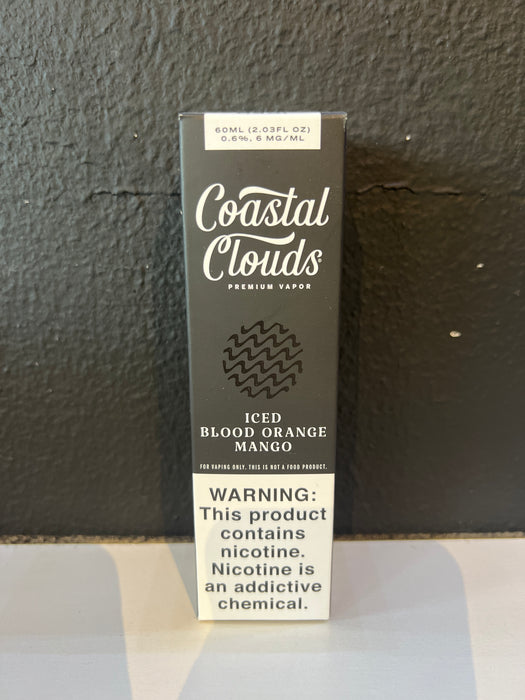 60ML (2.03FL OZ)
0.6%, 6 MG/ML
Coastal
Clouds®
PREMIUM VAPOR
ICED
BLOOD ORANGE
MANGO
FOR VAPING ONLY. THIS IS NOT A FOOD PRODUCT.
WARNING:
This product
contains
nicotine.
Nicotine is
an addictive
chemical.